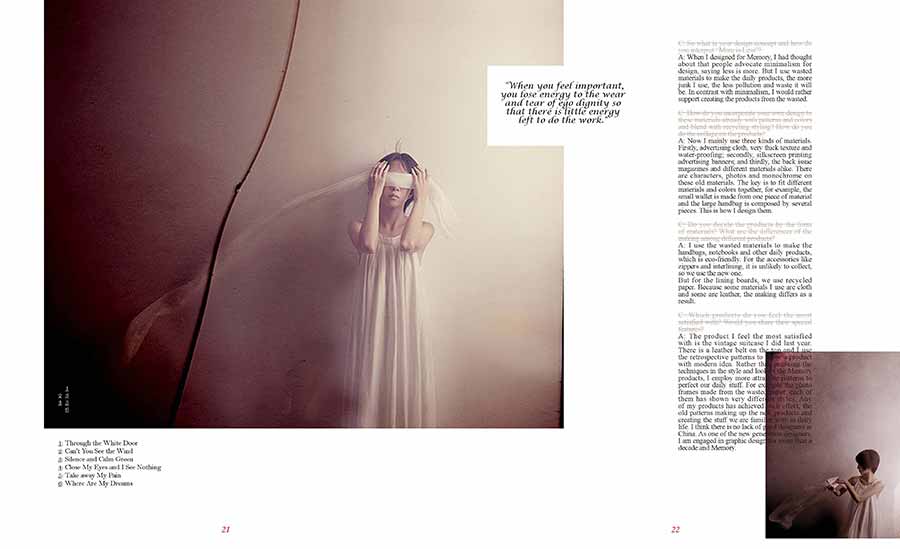 "When you feel important,
you lose energy to the wear
and tear of ego dignity so
that there is little energy
left to do the work."
1 Through the White Door
2 Can't You See the Wind
3 Silence and Calm Green
4 Close My Eyes and I See Nothing
5 Take away My Pain
6 Where Are My Dreams
21
C: So what is your design concept and how do
you interpret "More is Less"?
A: When I designed for Memory, I had thought
about that people advocate minimalism for
design, saying less is more. But I use wasted
materials to make the daily products, the more
junk I use, the less pollution and waste it will
be. In contrast with minimalism, I would rather
support creating the products from the wasted.
C: How do you incorporate your own design to
these materials already with patterns and colors
and blend with recycling styling? How do you
do the collage on the products?
A: Now I mainly use three kinds of materials.
Firstly, advertising cloth, very thick texture and
water-proofing; secondly, silkscreen printing
advertising banners; and thirdly, the back issue
magazines and different materials alike. There
are characters, photos and monochrome on
these old materials. The key is to fit different
materials and colors together, for example, the
small wallet is made from one piece of material
and the large handbag is composed by several
pieces. This is how I design them.
C: Do you decide the products by the form
of materials? What are the differences of the
making among different products?
A: I use the wasted materials to make the
handbags, notebooks and other daily products,
which is eco-friendly. For the accessories like
zippers and interlining, it is unlikely to collect,
so we use the new one.
But for the lining boards, we use recycled
paper. Because some materials I use are cloth
and some are leather, the making differs as a
result.
C: Which products do you feel the most
satisfied with? Would you share their special
features?
A: The product I feel the most satisfied
with is the vintage suitcase I did last year.
There is a leather belt on the top and I use
the retrospective patterns to a product
with modern idea. Rather than the
techniques in the style and look the Memory
products, I employ more patterns to
perfect our daily stuff. For example the photo
frames made from the wasted paper, each of
them has shown very different styles. Any
of my products has achieved such effect, the
old patterns making up the new products and
creating the stuff we are familiar with in daily
life. I think there is no lack of good designers in
China. As one of the new generation designers,
I am engaged in graphic design for more than a
decade and Memory.
22